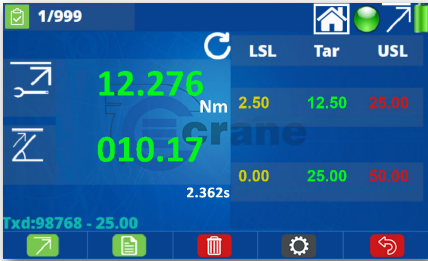 1/999
LSL Tar USL
12.276 Nm 2.50 12.50 25.00
crane
010.17 0.00 25.00 50.00
2.362s
Txd:98768 - 25.00